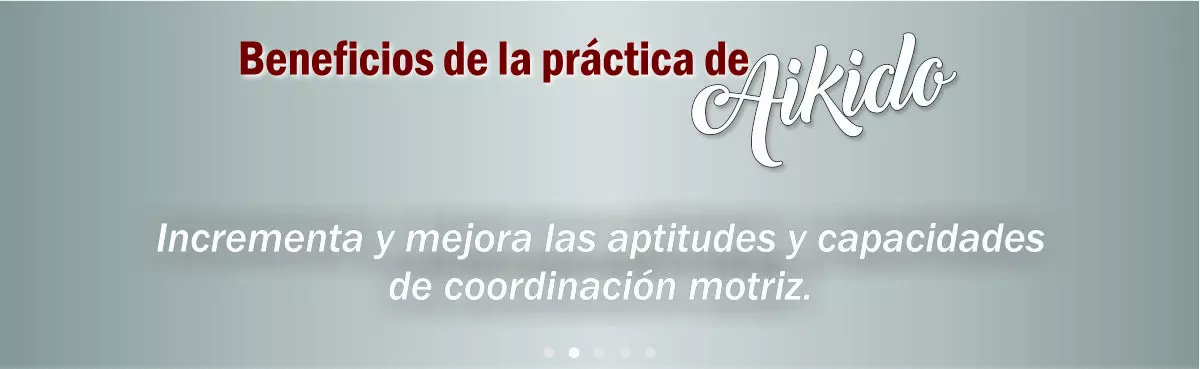 Beneficios de la práctica de Aikido
Incrementa y mejora las aptitudes y capacidades
de coordinación motriz.